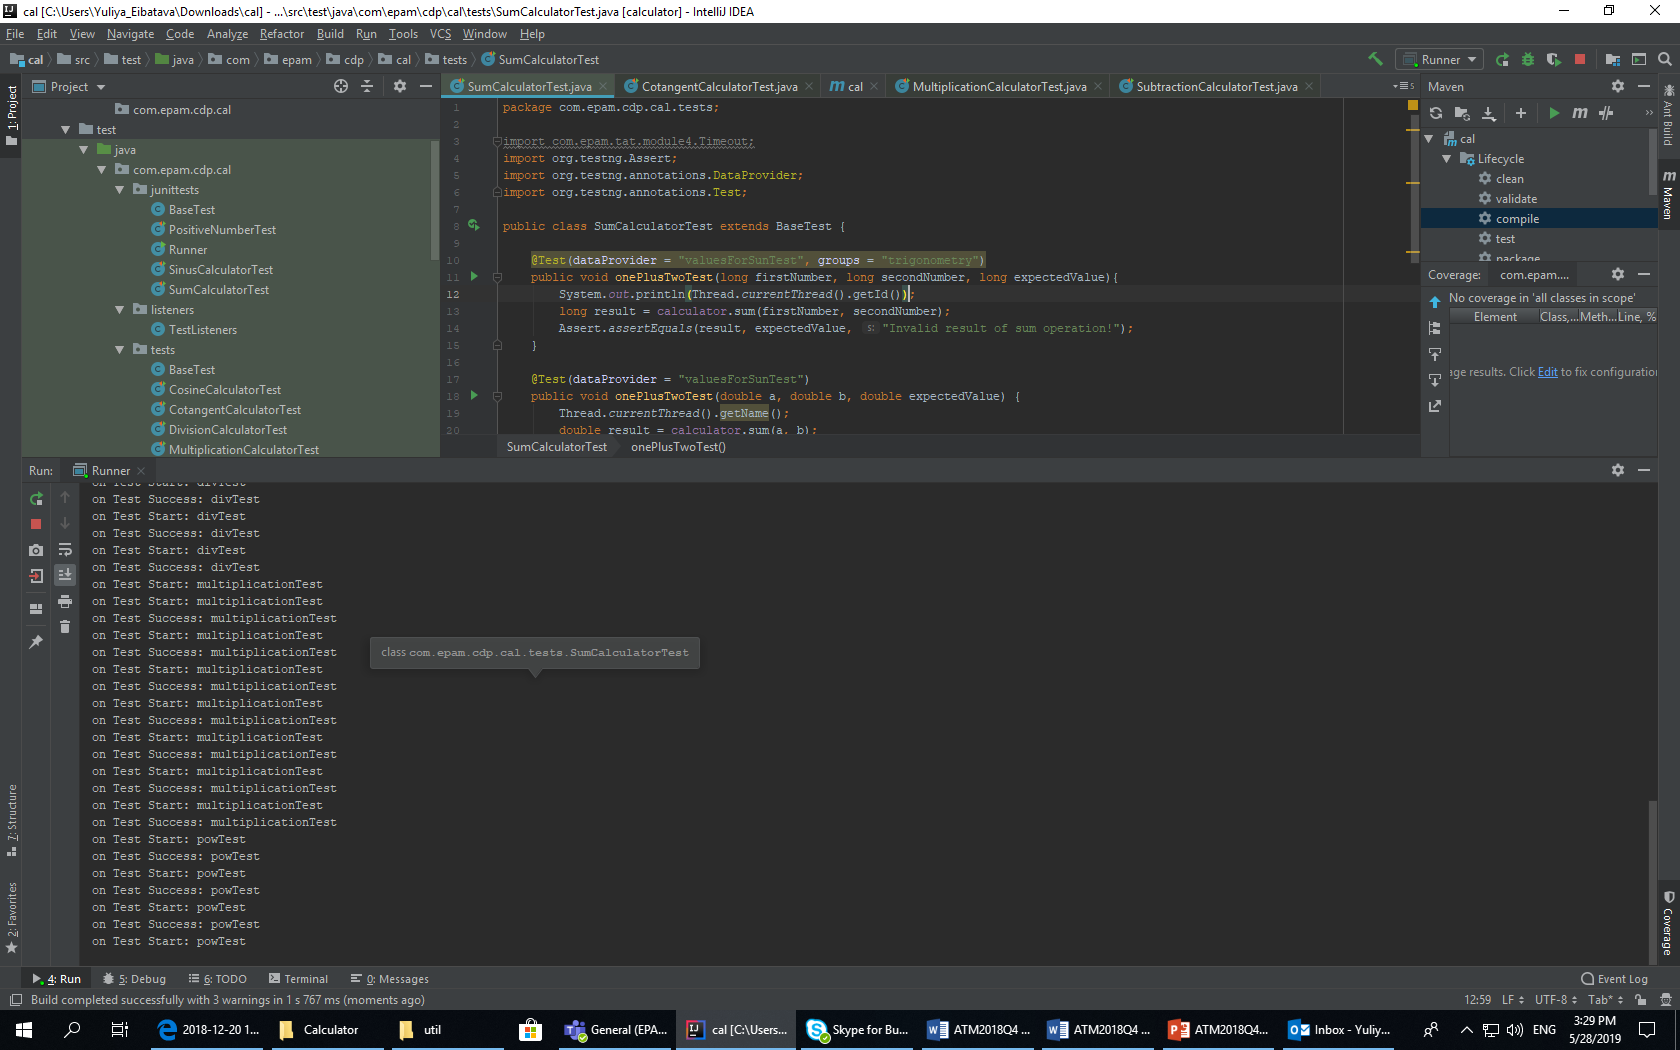 cal [C:\Users\Yuliya_Eibatava\Downloads\cal] - ...\src\test\java\com\epam\cdp\cal\tests\SumCalculatorTest.java [calculator] - IntelliJ IDEA
File Edit View Navigate Code Analyze Refactor Build Run Tools VCS Window Help
cal src test java com epam cdp cal tests SumCalculatorTest
Runner
1: Project
Project
com.epam.cdp.cal
test
java
com.epam.cdp.cal
junittests
BaseTest
PositiveNumberTest
Runner
SinusCalculatorTest
SumCalculatorTest
listeners
TestListeners
tests
BaseTest
CosineCalculatorTest
CotangentCalculatorTest
DivisionCalculatorTest
MultiplicationCalculatorTest
SumCalculatorTest.java CotangentCalculatorTest.java cal MultiplicationCalculatorTest.java SubtractionCalculatorTest.java
5
1 package com.epam.cdp.cal.tests;
2
3 import com.epam.tat.module4.Timeout;
4 import org.testng.Assert;
5 import org.testng.annotations.DataProvider;
6 import org.testng.annotations.Test;
7
8 public class SumCalculatorTest extends BaseTest {
9
10 @Test(dataProvider = "valuesForSunTest", groups = "trigonometry")
11 public void onePlusTwoTest(long firstNumber, long secondNumber, long expectedValue){
12 System.out.println(Thread.currentThread().getId());
13 long result = calculator.sum(firstNumber, secondNumber);
14 Assert.assertEquals(result, expectedValue, s: "Invalid result of sum operation!");
15 }
16
17 @Test(dataProvider = "valuesForSunTest")
18 public void onePlusTwoTest(double a, double b, double expectedValue) {
19 Thread.currentThread().getName();
20 double result = calculator.sum(a, b);
SumCalculatorTest onePlusTwoTest()
Maven
cal
Lifecycle
clean
validate
compile
test
package
Coverage: com.epam....
No coverage in 'all classes in scope'
Element Class,... Meth... Line, %
age results. Click Edit to fix configuration
Ant Build
Maven
Coverage
Run: Runner
on Test Start: divTest
on Test Success: divTest
on Test Start: divTest
on Test Success: divTest
on Test Start: divTest
on Test Success: divTest
on Test Start: multiplicationTest
on Test Start: multiplicationTest
on Test Success: multiplicationTest
on Test Start: multiplicationTest
on Test Success: multiplicationTest
on Test Start: multiplicationTest
on Test Success: multiplicationTest
on Test Start: multiplicationTest
on Test Success: multiplicationTest
on Test Start: multiplicationTest
on Test Success: multiplicationTest
on Test Start: multiplicationTest
on Test Success: multiplicationTest
on Test Start: multiplicationTest
on Test Success: multiplicationTest
on Test Start: powTest
on Test Success: powTest
on Test Start: powTest
on Test Success: powTest
on Test Start: powTest
on Test Success: powTest
on Test Start: powTest
class com.epam.cdp.cal.tests.SumCalculatorTest
7: Structure
2: Favorites
4: Run 5: Debug 6: TODO Terminal 0: Messages Event Log
Build completed successfully with 3 warnings in 1 s 767 ms (moments ago) 12:59 LF UTF-8 Tab*
2018-12-20 1... Calculator util General (EPA... cal [C:\Users... Skype for Bu... ATM2018Q4 ... ATM2018Q4 ... ATM2018Q4... Inbox - Yuliy... ENG
3:29 PM
5/28/2019